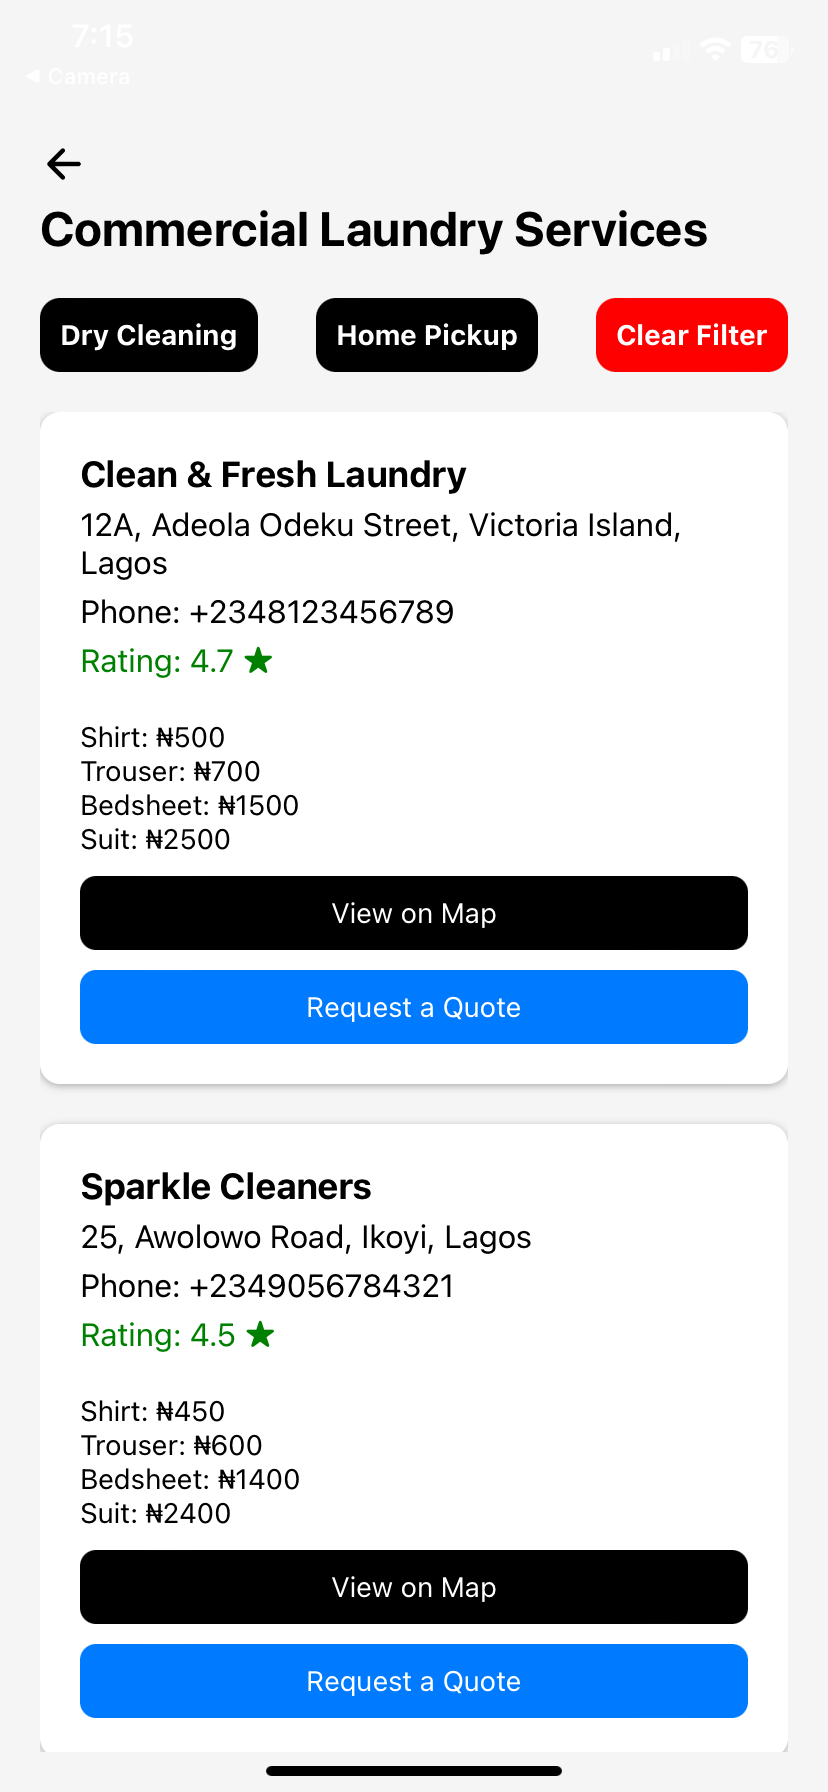 7:15
76
◀ Camera
Commercial Laundry Services
Dry Cleaning Home Pickup Clear Filter
Clean & Fresh Laundry
12A, Adeola Odeku Street, Victoria Island,
Lagos
Phone: +2348123456789
Rating: 4.7 ★
Shirt: ₦500
Trouser: ₦700
Bedsheet: ₦1500
Suit: ₦2500
View on Map
Request a Quote
Sparkle Cleaners
25, Awolowo Road, Ikoyi, Lagos
Phone: +2349056784321
Rating: 4.5 ★
Shirt: ₦450
Trouser: ₦600
Bedsheet: ₦1400
Suit: ₦2400
View on Map
Request a Quote